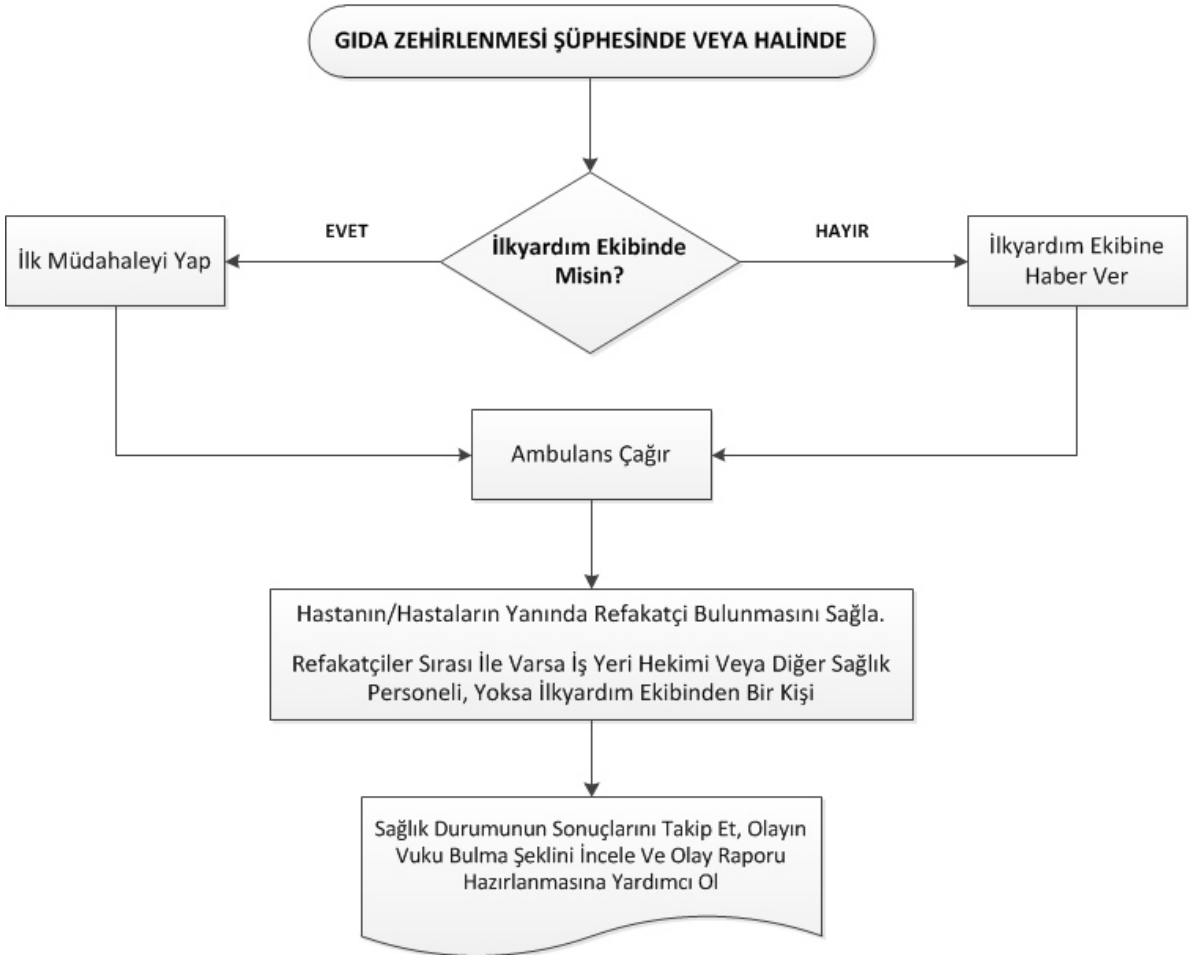 GIDA ZEHİRLENMESİ ŞÜPHESİNDE VEYA HALİNDE
EVET
İlkyardım Ekibinde
Misin?
HAYIR
İlk Müdahaleyi Yap
İlkyardım Ekibine
Haber Ver
Ambulans Çağır
Hastanın/Hastaların Yanında Refakatçi Bulunmasını Sağla.
Refakatçiler Sırası İle Varsa İş Yeri Hekimi Veya Diğer Sağlık
Personeli, Yoksa İlkyardım Ekibinden Bir Kişi
Sağlık Durumunun Sonuçlarını Takip Et, Olayın
Vuku Bulma Şeklini İncele Ve Olay Raporu
Hazırlanmasına Yardımcı Ol